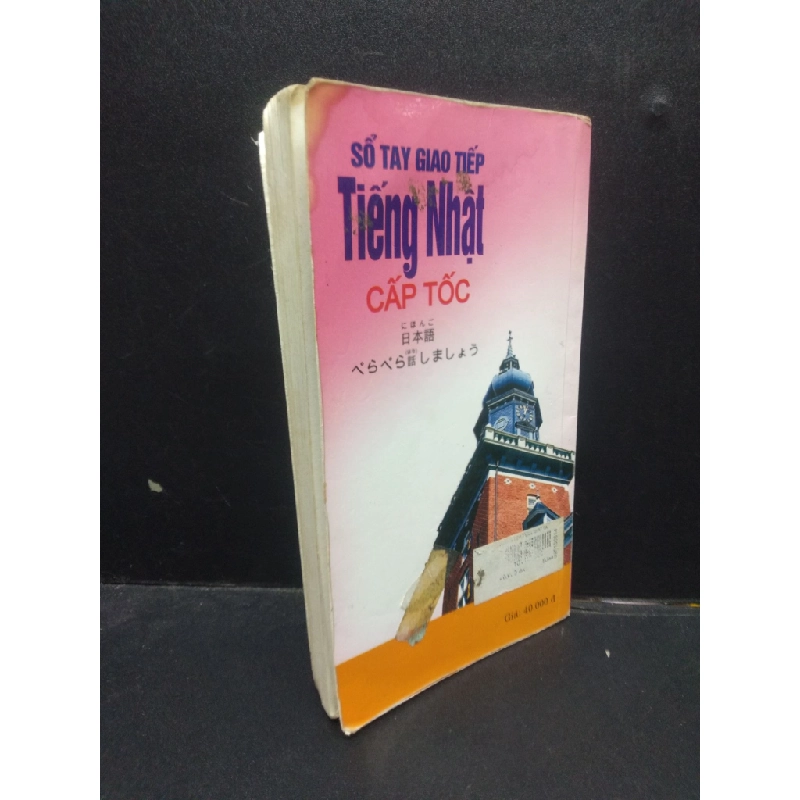 SỔ TAY GIAO TIẾP
Tiếng Nhật
CẤP TỐC
にほんご
日本語
ぺらぺら話しましょう
Giá: 40.000 đ